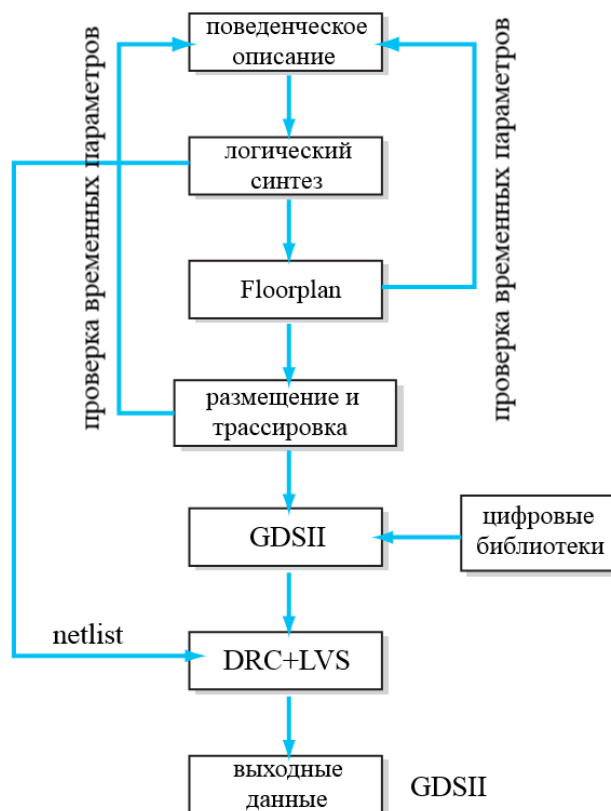 поведенческое
описание
проверка временных параметров
проверка временных параметров
логический
синтез
Floorplan
размещение и
трассировка
GDSII
цифровые
библиотеки
netlist
DRC+LVS
выходные
данные
GDSII